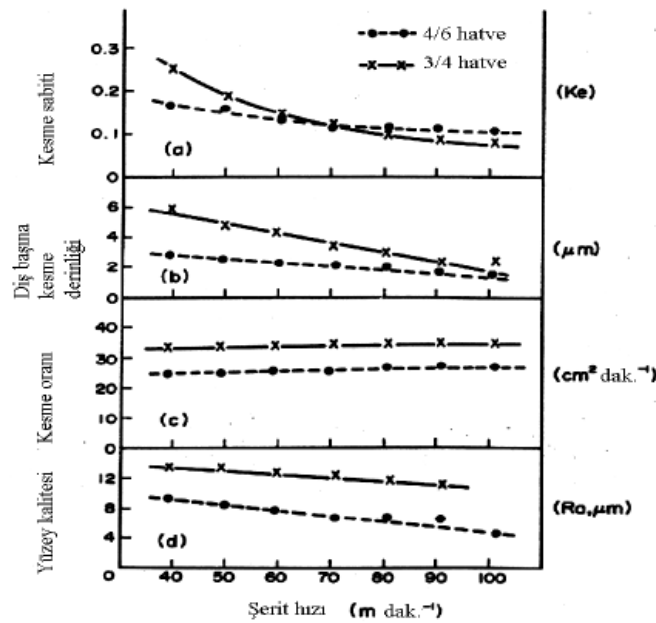 4/6 hatve
3/4 hatve
Kesme sabiti
0.3
0.2
0.1
0
(a)
(Ke)
Diş başına
kesme
derinliği
6
4
2
0
(b)
(μm)
Kesme oranı
40
30
20
10
0
(c)
(cm² dak.⁻¹)
Yüzey kalitesi
12
8
4
0
(d)
(Ra,μm)
40 50 60 70 80 90 100
Şerit hızı (m dak.⁻¹)